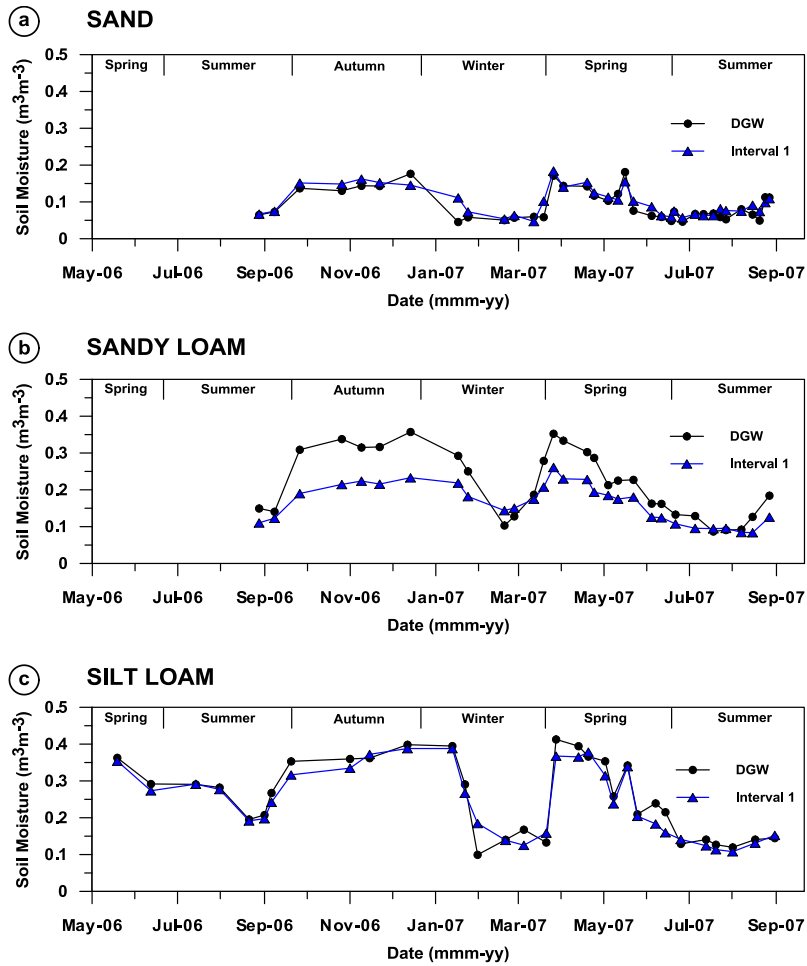 a SAND
Spring Summer Autumn Winter Spring Summer
Soil Moisture (m³m-³)
0.5
0.4
0.3
0.2
0.1
0
DGW
Interval 1
May-06 Jul-06 Sep-06 Nov-06 Jan-07 Mar-07 May-07 Jul-07 Sep-07
Date (mmm-yy)
b SANDY LOAM
Spring Summer Autumn Winter Spring Summer
Soil Moisture (m³m-³)
0.5
0.4
0.3
0.2
0.1
0
DGW
Interval 1
May-06 Jul-06 Sep-06 Nov-06 Jan-07 Mar-07 May-07 Jul-07 Sep-07
Date (mmm-yy)
c SILT LOAM
Spring Summer Autumn Winter Spring Summer
Soil Moisture (m³m-³)
0.5
0.4
0.3
0.2
0.1
0
DGW
Interval 1
May-06 Jul-06 Sep-06 Nov-06 Jan-07 Mar-07 May-07 Jul-07 Sep-07
Date (mmm-yy)